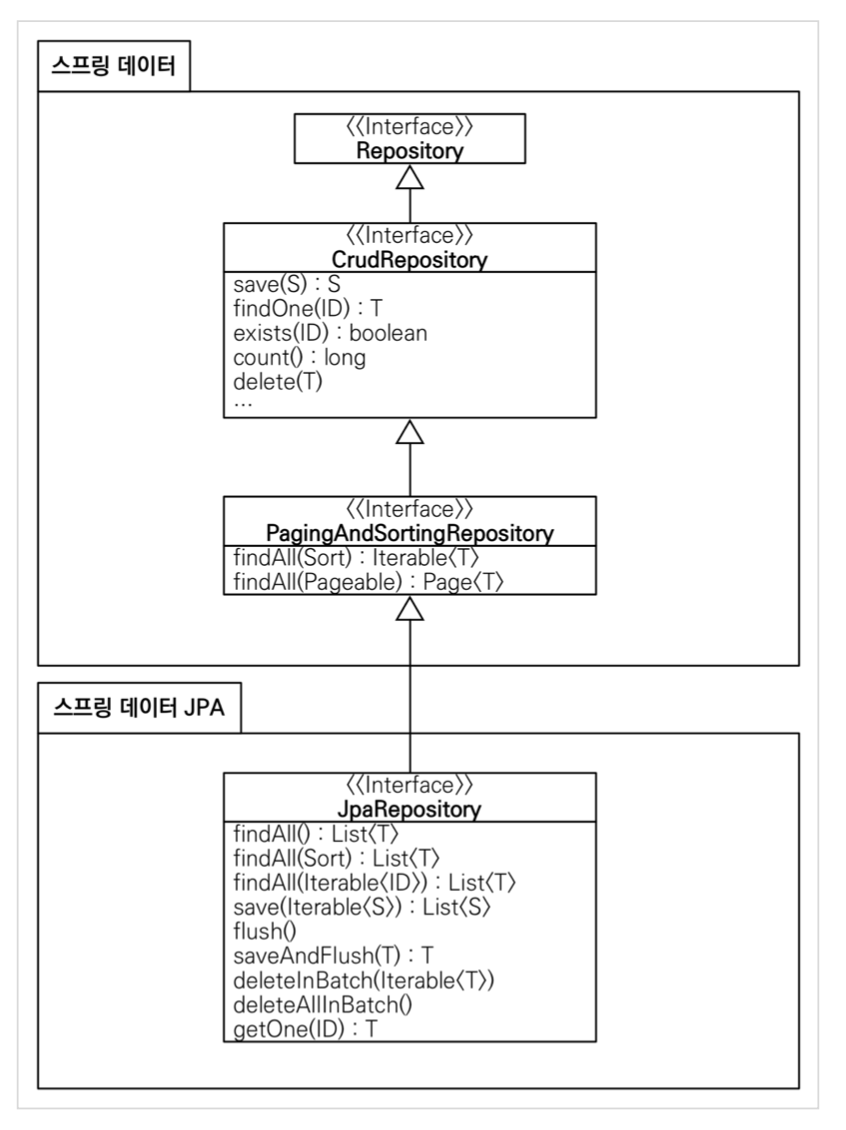 스프링 데이터
〈〈Interface〉〉
Repository
〈〈Interface〉〉
CrudRepository
save(S) : S
findOne(ID) : T
exists(ID) : boolean
count() : long
delete(T)
...
〈〈Interface〉〉
PagingAndSortingRepository
findAll(Sort) : Iterable〈T〉
findAll(Pageable) : Page〈T〉
스프링 데이터 JPA
〈〈Interface〉〉
JpaRepository
findAll() : List〈T〉
findAll(Sort) : List〈T〉
findAll(Iterable〈ID〉) : List〈T〉
save(Iterable〈S〉) : List〈S〉
flush()
saveAndFlush(T) : T
deleteInBatch(Iterable〈T〉)
deleteAllInBatch()
getOne(ID) : T